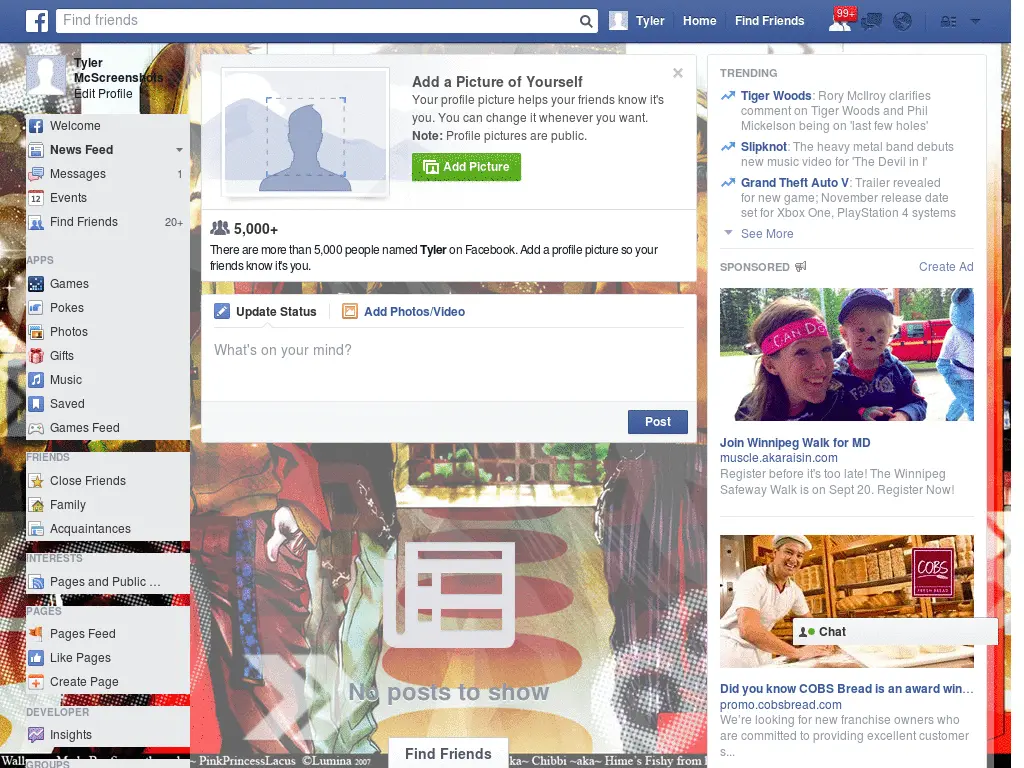 Find friends
Tyler
Home
Find Friends
99+
Tyler
McScreenshots
Edit Profile
Welcome
News Feed
Messages 1
12 Events
Find Friends 20+
APPS
Games
Pokes
Photos
Gifts
Music
Saved
Games Feed
FRIENDS
Close Friends
Family
Acquaintances
INTERESTS
Pages and Public ...
PAGES
Pages Feed
Like Pages
Create Page
DEVELOPER
Insights
GROUPS
Add a Picture of Yourself
Your profile picture helps your friends know it's
you. You can change it whenever you want.
Note: Profile pictures are public.
Add Picture
5,000+
There are more than 5,000 people named Tyler on Facebook. Add a profile picture so your
friends know it's you.
Update Status
Add Photos/Video
What's on your mind?
Post
No posts to show
Find Friends
TRENDING
Tiger Woods: Rory McIlroy clarifies
comment on Tiger Woods and Phil
Mickelson being on 'last few holes'
Slipknot: The heavy metal band debuts
new music video for 'The Devil in I'
Grand Theft Auto V: Trailer revealed
for new game; November release date
set for Xbox One, PlayStation 4 systems
See More
SPONSORED
Create Ad
CAN DO
Join Winnipeg Walk for MD
muscle.akaraisin.com
Register before it's too late! The Winnipeg
Safeway Walk is on Sept 20. Register Now!
COBS
FRESH BREAD
Chat
Did you know COBS Bread is an award win...
promo.cobsbread.com
We're looking for new franchise owners who
are committed to providing excellent customer
s...
~ PinkPrincessLacus ©Lumina 2007
ka~ Chibbi ~aka~ Hime's Fishy from